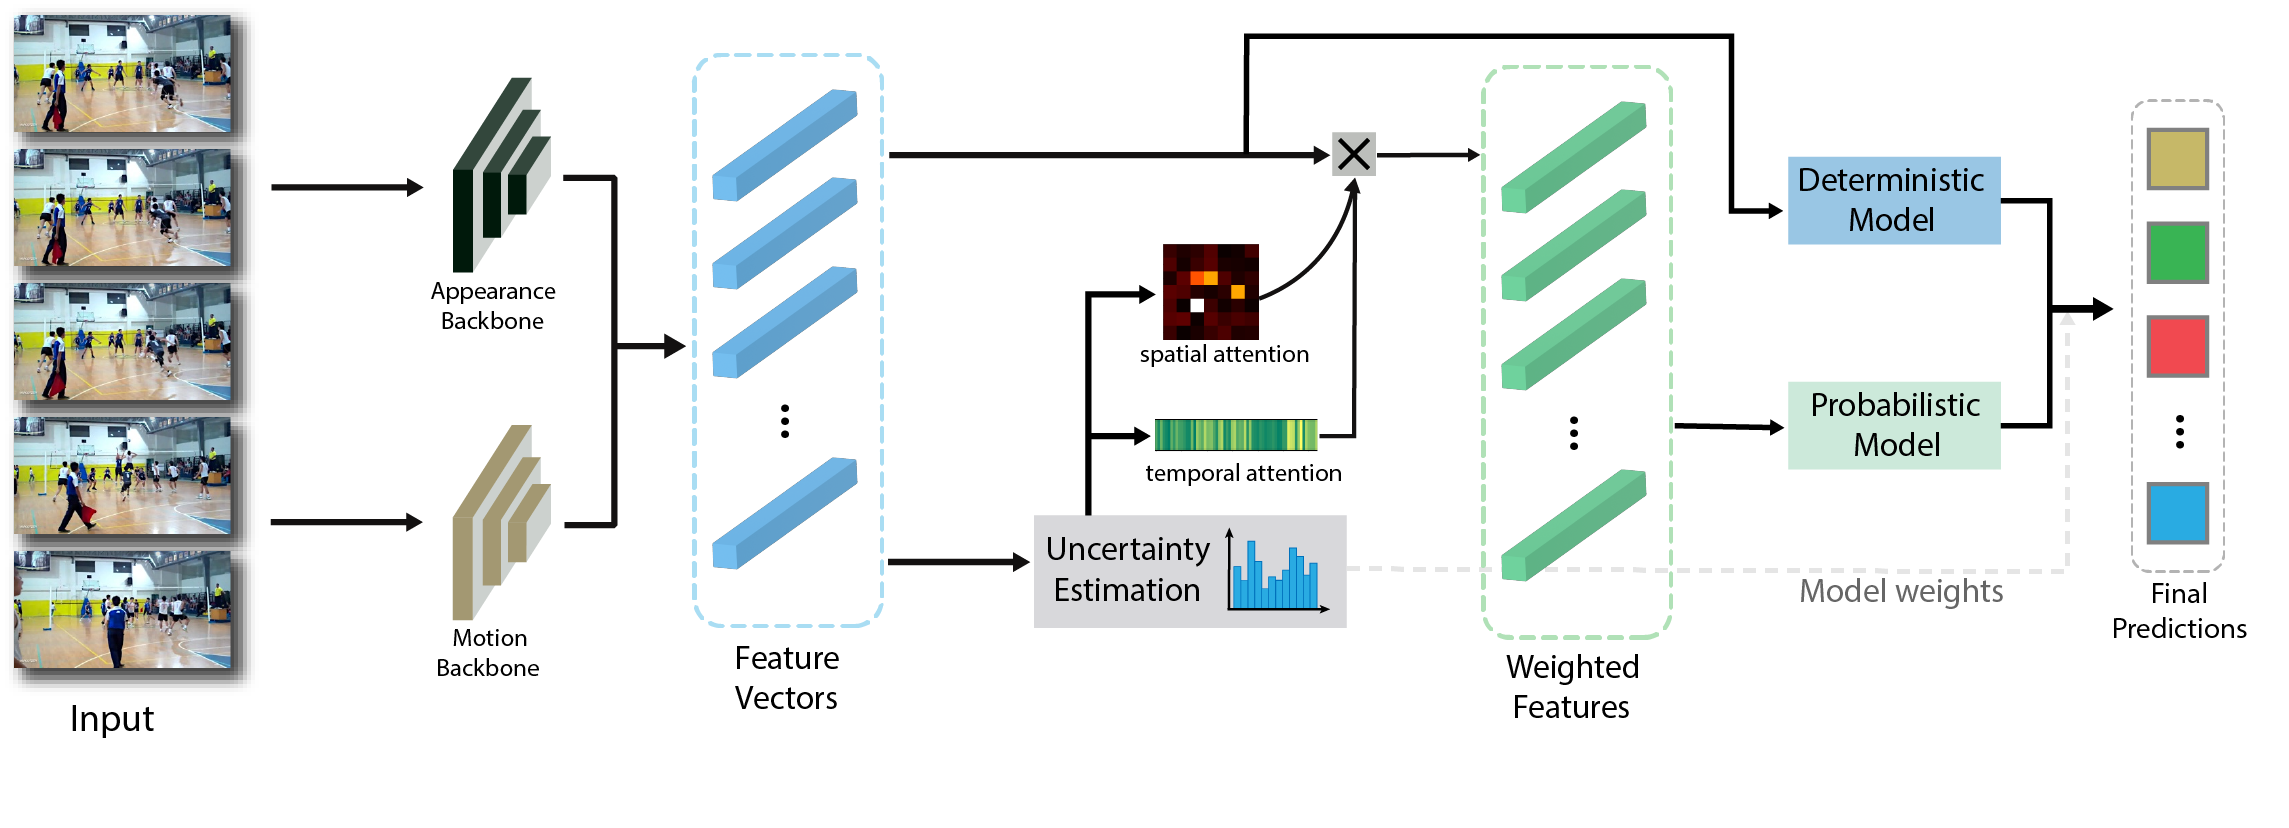 Input
Appearance
Backbone
Motion
Backbone
Feature
Vectors
spatial attention
temporal attention
Uncertainty
Estimation
Weighted
Features
Deterministic
Model
Probabilistic
Model
Model weights
Final
Predictions